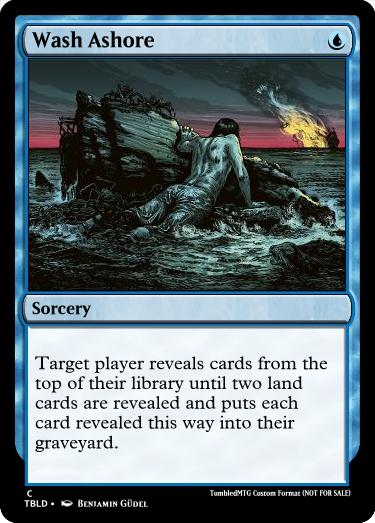 Wash Ashore
Sorcery
Target player reveals cards from the
top of their library until two land
cards are revealed and puts each
card revealed this way into their
graveyard.
C
TBLD • Benjamin Güdel
TumbledMTG Custom Format (NOT FOR SALE)